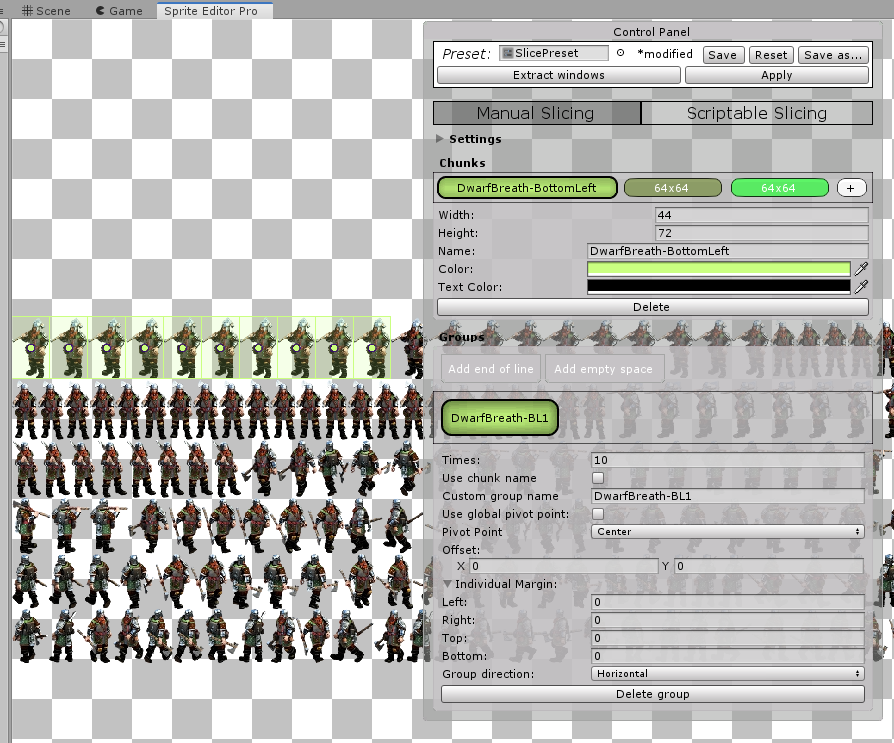 Scene Game Sprite Editor Pro
Control Panel
Preset: SlicePreset *modified Save Reset Save as...
Extract windows Apply
Manual Slicing Scriptable Slicing
Settings
Chunks
DwarfBreath-BottomLeft 64x64 64x64 +
Width: 44
Height: 72
Name: DwarfBreath-BottomLeft
Color:
Text Color:
Delete
Groups
Add end of line Add empty space
DwarfBreath-BL1
Times: 10
Use chunk name
Custom group name DwarfBreath-BL1
Use global pivot point:
Pivot Point Center
Offset:
X 0 Y 0
Individual Margin:
Left: 0
Right: 0
Top: 0
Bottom: 0
Group direction: Horizontal
Delete group